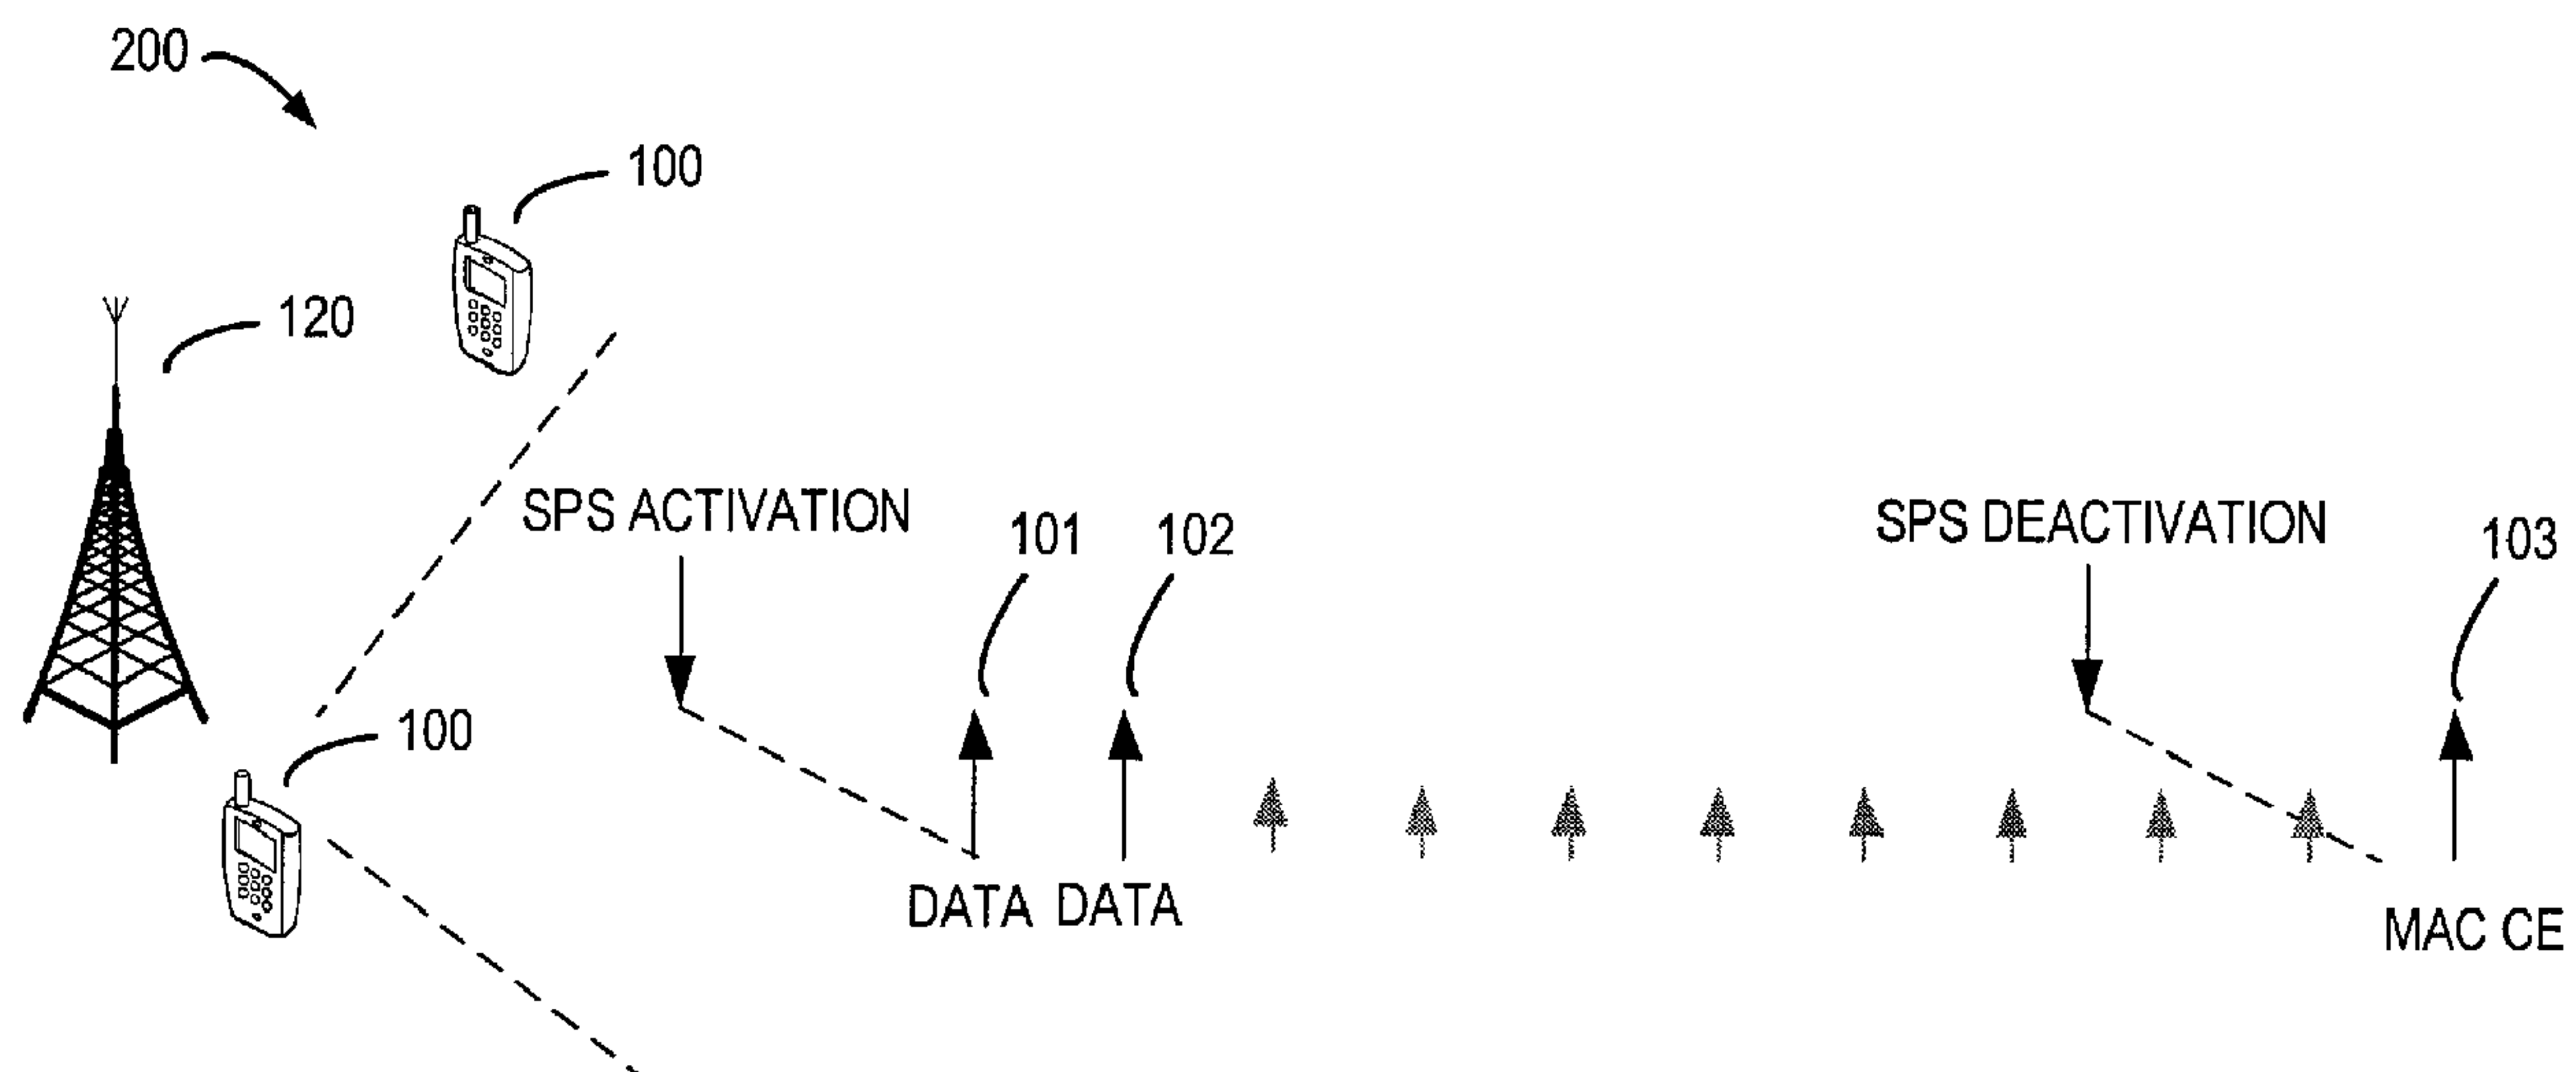 200
100
120
SPS ACTIVATION
101
102
SPS DEACTIVATION
103
100
DATA
DATA
MAC CE